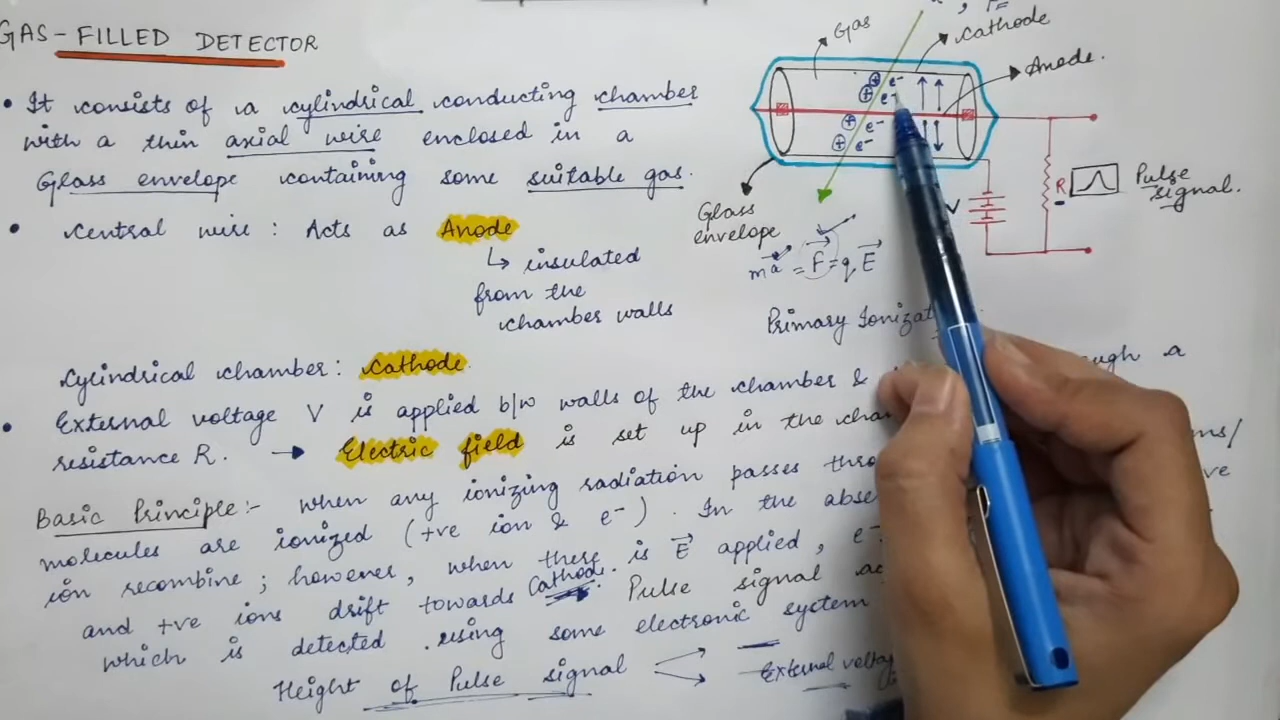 GAS-FILLED DETECTOR
• It consists of a cylindrical conducting chamber
with a thin axial wire enclosed in a
Glass envelope containing some suitable gas.
• Central wire: Acts as Anode
↳ insulated
from the
chamber walls
Cylindrical chamber: Cathode
• External voltage V is applied b/w walls of the chamber &
through a
resistance R. → Electric field is set up in the
Basic Principle:- When any ionizing radiation passes
molecules are ionized (+ve ion & e-). In the
ion recombine; however, when there is E applied, e-
and +ve ions drift towards Cathode. Pulse signal
which is detected using some electronic system
Height of Pulse signal
External
Gas
Cathode
Anode
+ e-
+ e-
+ e-
+ e-
Glass
envelope
V
R
Pulse
signal.
ma = F = qE
Primary